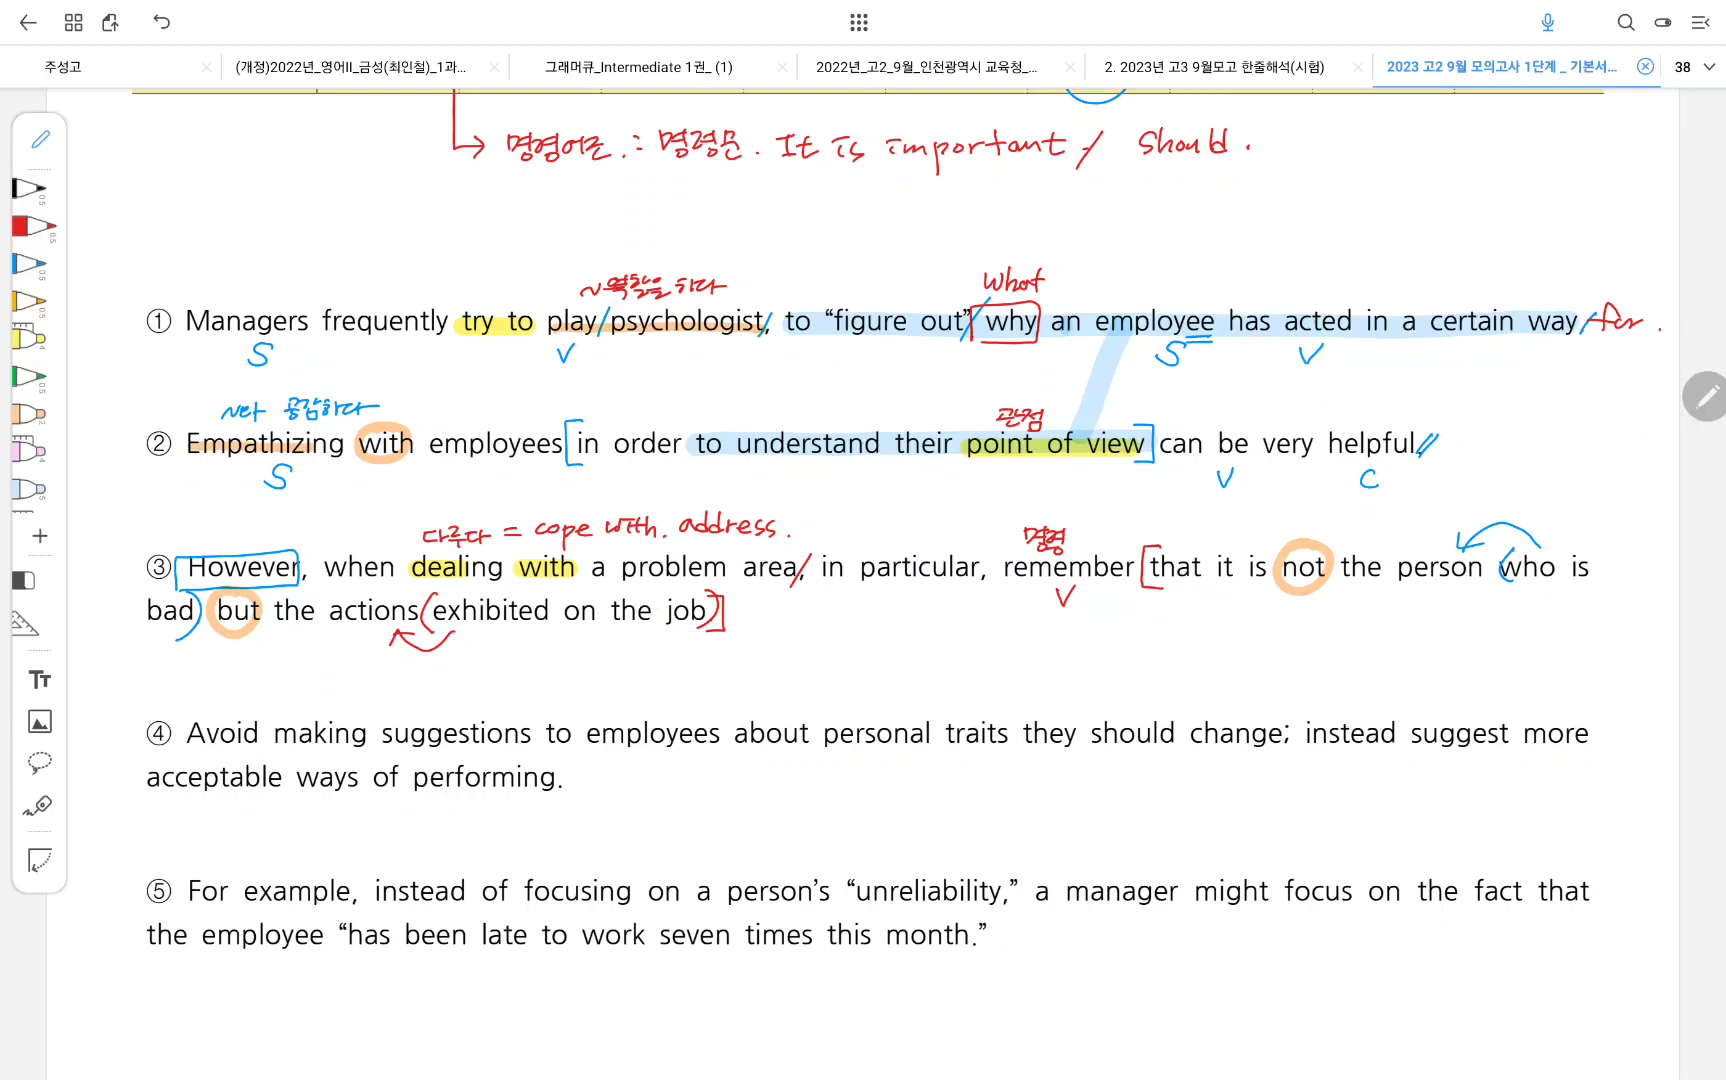 주성고
(개정)2022년_영어II_금성(최인철)_1과...
그래머큐_Intermediate 1권_ (1)
2022년_고2_9월_인천광역시 교육청_...
2. 2023년 고3 9월모고 한줄해석(시험)
2023 고2 9월 모의고사 1단계 _ 기본서...
38
명령어조. := 명령문. It is important / should.
~역할을 하다
what
① Managers frequently try to play psychologist, to “figure out” why an employee has acted in a certain way for.
S V S V
~와 공감하다
관점
② Empathizing with employees in order to understand their point of view can be very helpful.
S V C
다루다 = cope with. address.
명령
③ However, when dealing with a problem area, in particular, remember that it is not the person who is
V
bad but the actions exhibited on the job
④ Avoid making suggestions to employees about personal traits they should change; instead suggest more
acceptable ways of performing.
⑤ For example, instead of focusing on a person’s “unreliability,” a manager might focus on the fact that
the employee “has been late to work seven times this month.”
Tт